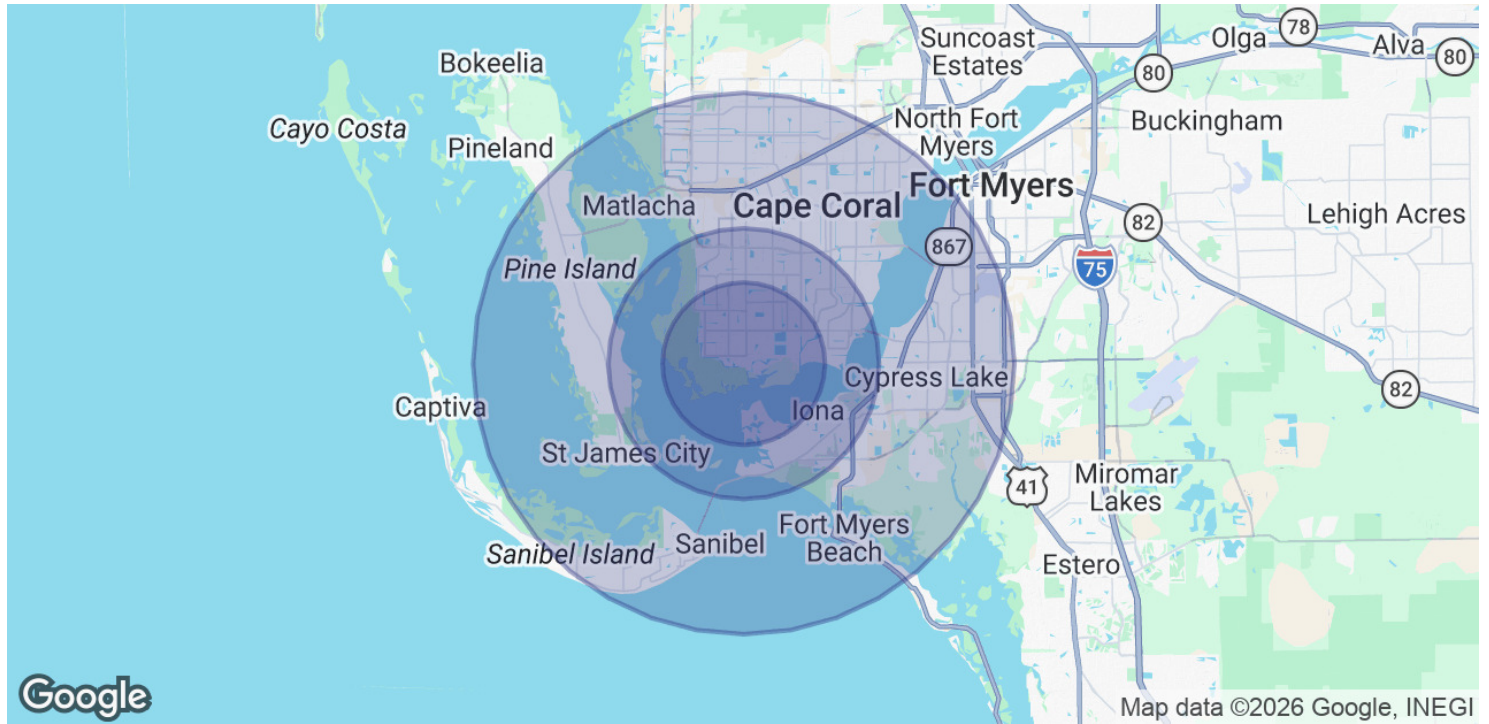 Suncoast
Estates
Olga
78
Alva
80
Bokeelia
80
Cayo Costa
North Fort
Myers
Buckingham
Pineland
Fort Myers
Matlacha
Cape Coral
Lehigh Acres
82
867
Pine Island
75
Cypress Lake
82
Captiva
Iona
St James City
41
Miromar
Lakes
Fort Myers
Beach
Sanibel
Sanibel Island
Estero
Google
Map data ©2026 Google, INEGI